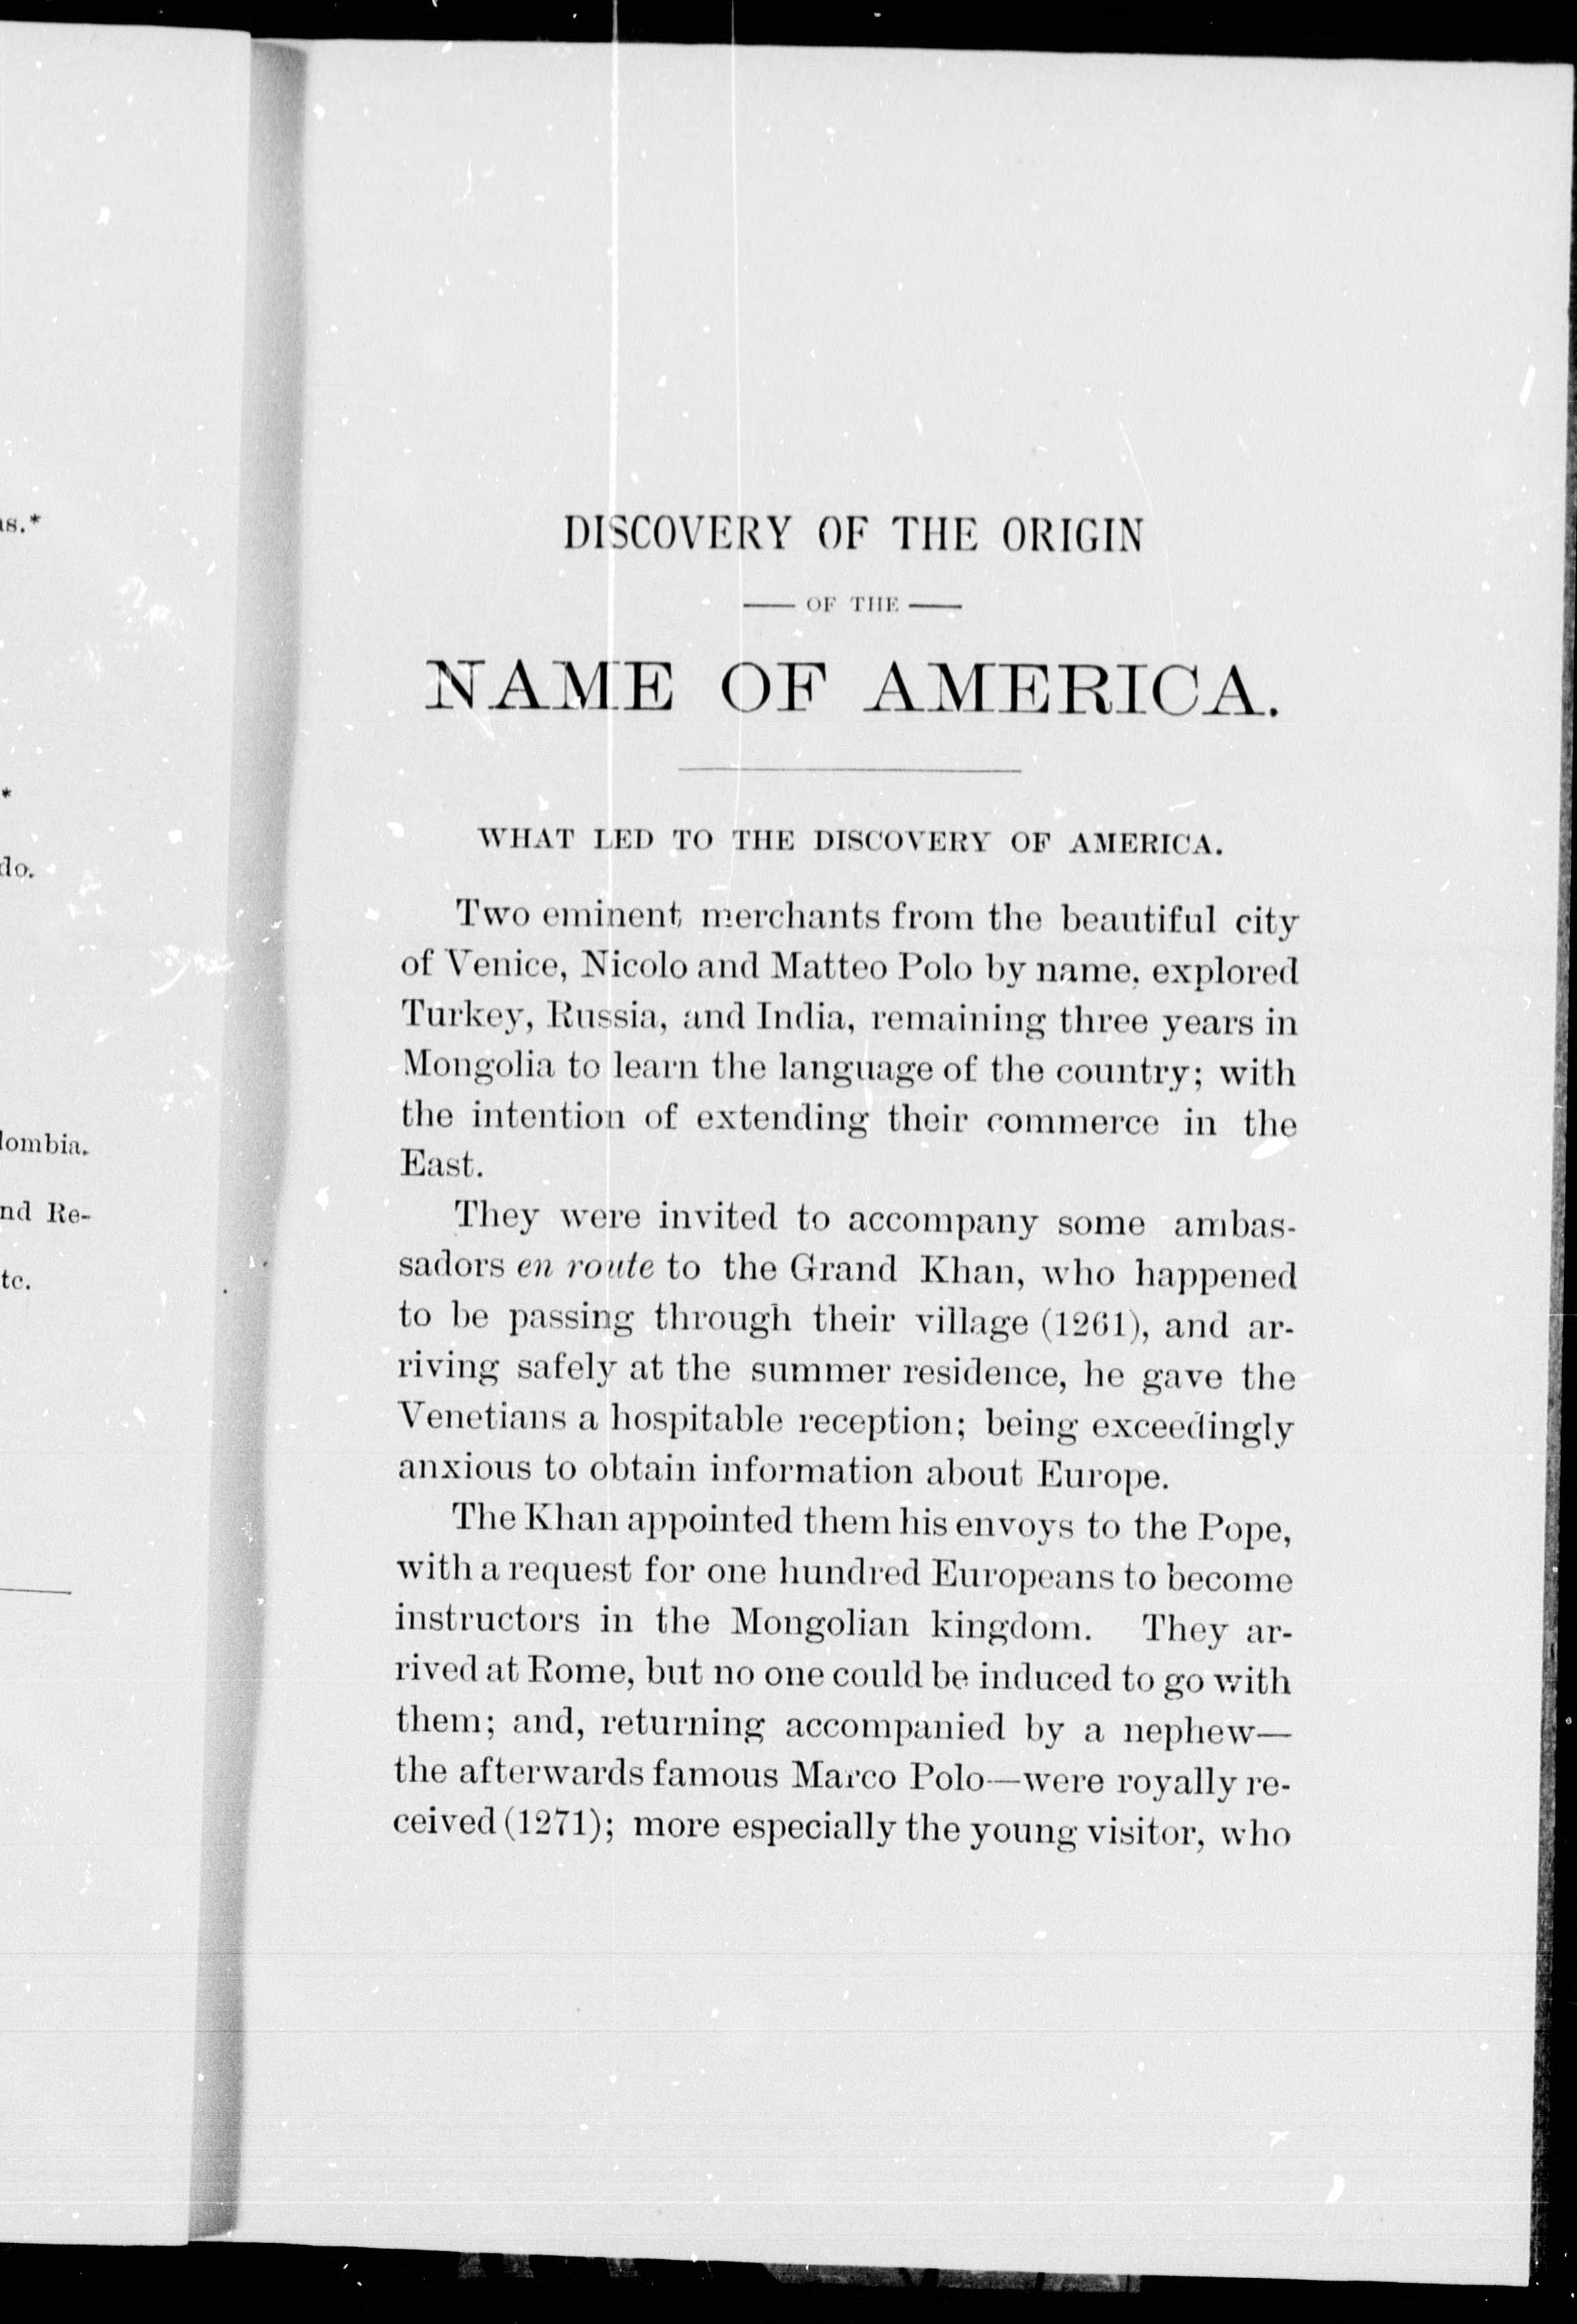 s.*
*
do.
lombia.
nd Re-
tc.
DISCOVERY OF THE ORIGIN
— OF THE —
NAME OF AMERICA.
WHAT LED TO THE DISCOVERY OF AMERICA.
Two eminent merchants from the beautiful city
of Venice, Nicolo and Matteo Polo by name, explored
Turkey, Russia, and India, remaining three years in
Mongolia to learn the language of the country; with
the intention of extending their commerce in the
East.
They were invited to accompany some ambas-
sadors en route to the Grand Khan, who happened
to be passing through their village (1261), and ar-
riving safely at the summer residence, he gave the
Venetians a hospitable reception; being exceedingly
anxious to obtain information about Europe.
The Khan appointed them his envoys to the Pope,
with a request for one hundred Europeans to become
instructors in the Mongolian kingdom. They ar-
rived at Rome, but no one could be induced to go with
them; and, returning accompanied by a nephew—
the afterwards famous Marco Polo—were royally re-
ceived (1271); more especially the young visitor, who